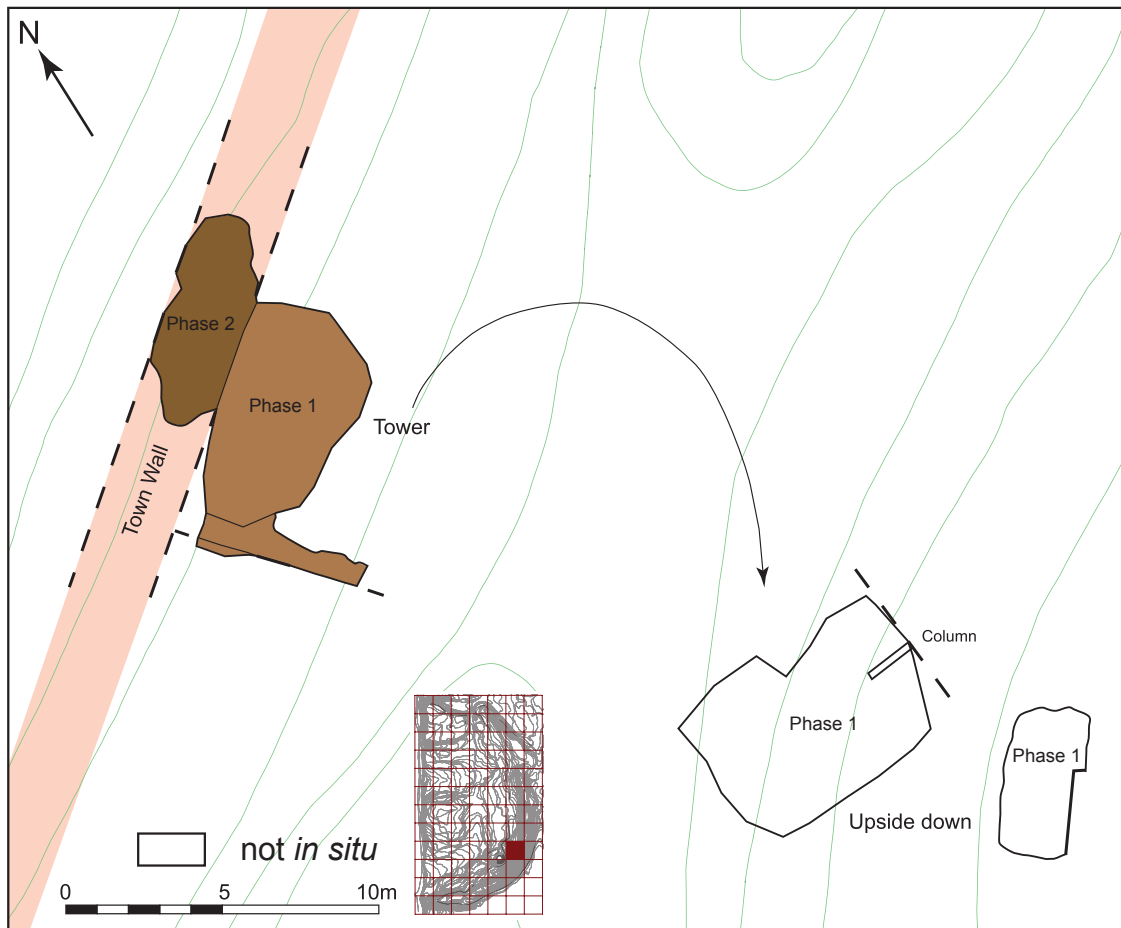 N
Phase 2
Phase 1
Tower
Town Wall
Column
Phase 1
Phase 1
Upside down
not in situ
0 5 10m